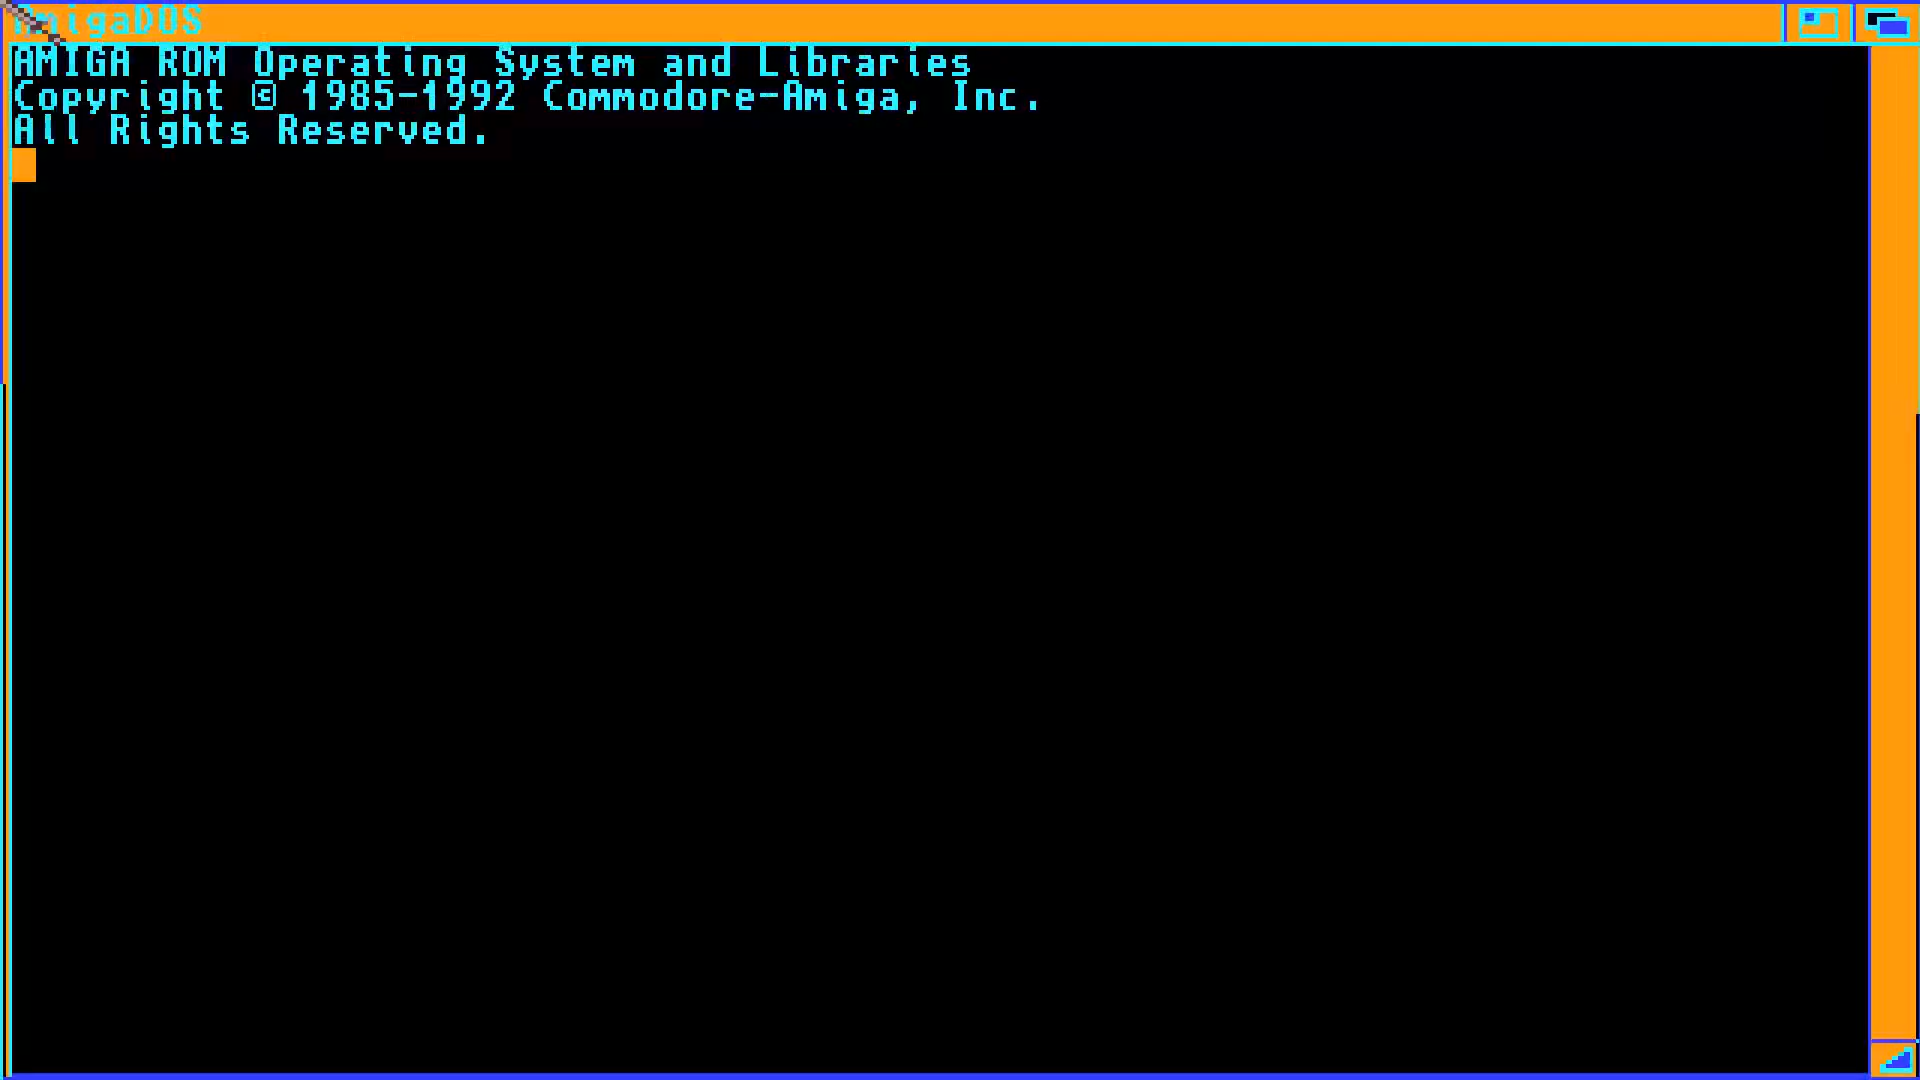 AmigaDOS
AMIGA ROM Operating System and Libraries
Copyright © 1985-1992 Commodore-Amiga, Inc.
All Rights Reserved.